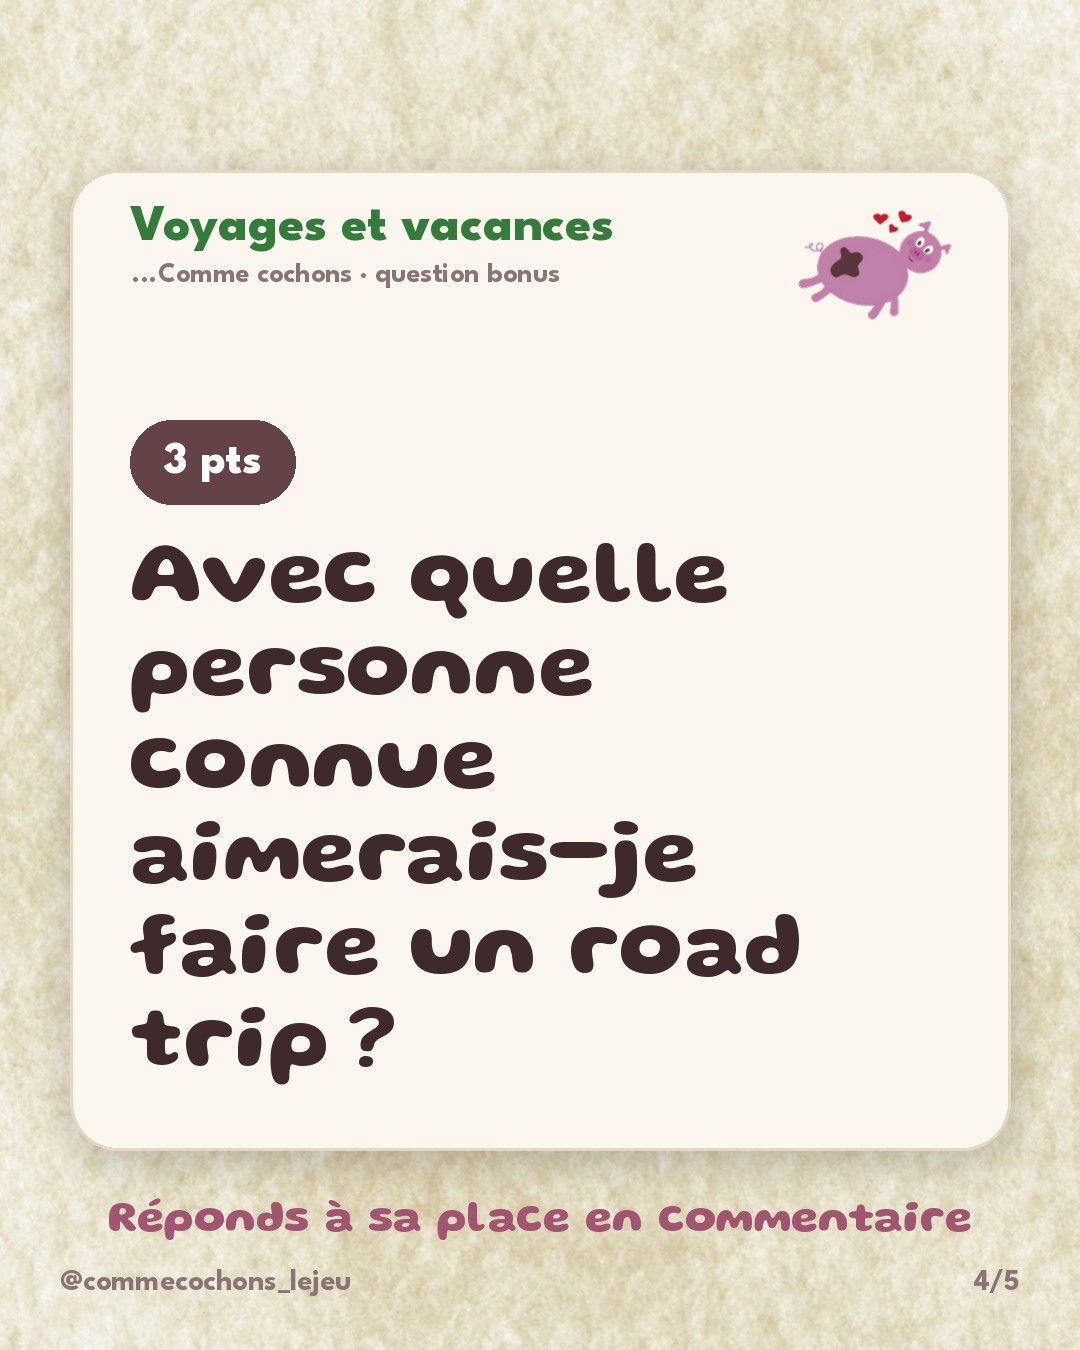 Voyages et vacances
...Comme cochons · question bonus
3 pts
Avec quelle
personne
connue
aimerais-je
faire un road
trip ?
Réponds à sa place en commentaire
@commecochons_lejeu
4/5